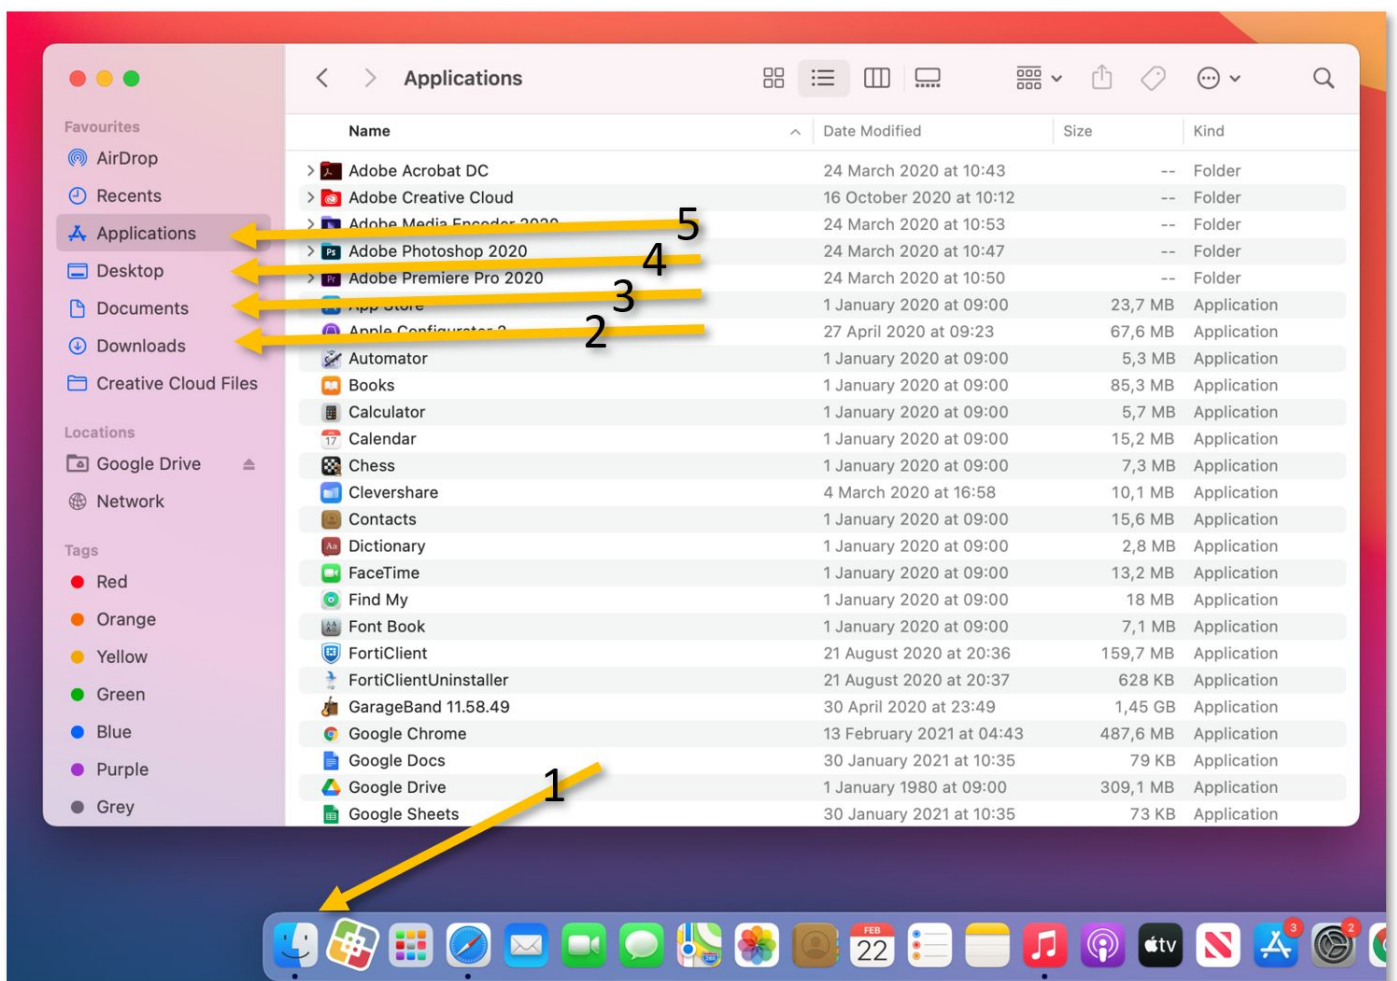 Applications
Favourites
AirDrop
Recents
Applications
Desktop
Documents
Downloads
Creative Cloud Files
Locations
Google Drive
Network
Tags
Red
Orange
Yellow
Green
Blue
Purple
Grey
Name Date Modified Size Kind
Adobe Acrobat DC 24 March 2020 at 10:43 -- Folder
Adobe Creative Cloud 16 October 2020 at 10:12 -- Folder
Adobe Media Encoder 2020 24 March 2020 at 10:53 -- Folder
Adobe Photoshop 2020 24 March 2020 at 10:47 -- Folder
Adobe Premiere Pro 2020 24 March 2020 at 10:50 -- Folder
App Store 1 January 2020 at 09:00 23,7 MB Application
Apple Configurator 2 27 April 2020 at 09:23 67,6 MB Application
Automator 1 January 2020 at 09:00 5,3 MB Application
Books 1 January 2020 at 09:00 85,3 MB Application
Calculator 1 January 2020 at 09:00 5,7 MB Application
Calendar 1 January 2020 at 09:00 15,2 MB Application
Chess 1 January 2020 at 09:00 7,3 MB Application
Clevershare 4 March 2020 at 16:58 10,1 MB Application
Contacts 1 January 2020 at 09:00 15,6 MB Application
Dictionary 1 January 2020 at 09:00 2,8 MB Application
FaceTime 1 January 2020 at 09:00 13,2 MB Application
Find My 1 January 2020 at 09:00 18 MB Application
Font Book 1 January 2020 at 09:00 7,1 MB Application
FortiClient 21 August 2020 at 20:36 159,7 MB Application
FortiClientUninstaller 21 August 2020 at 20:37 628 KB Application
GarageBand 11.58.49 30 April 2020 at 23:49 1,45 GB Application
Google Chrome 13 February 2021 at 04:43 487,6 MB Application
Google Docs 30 January 2021 at 10:35 79 KB Application
Google Drive 1 January 1980 at 09:00 309,1 MB Application
Google Sheets 30 January 2021 at 10:35 73 KB Application
5
4
3
2
1
FEB
22
tv
3
2